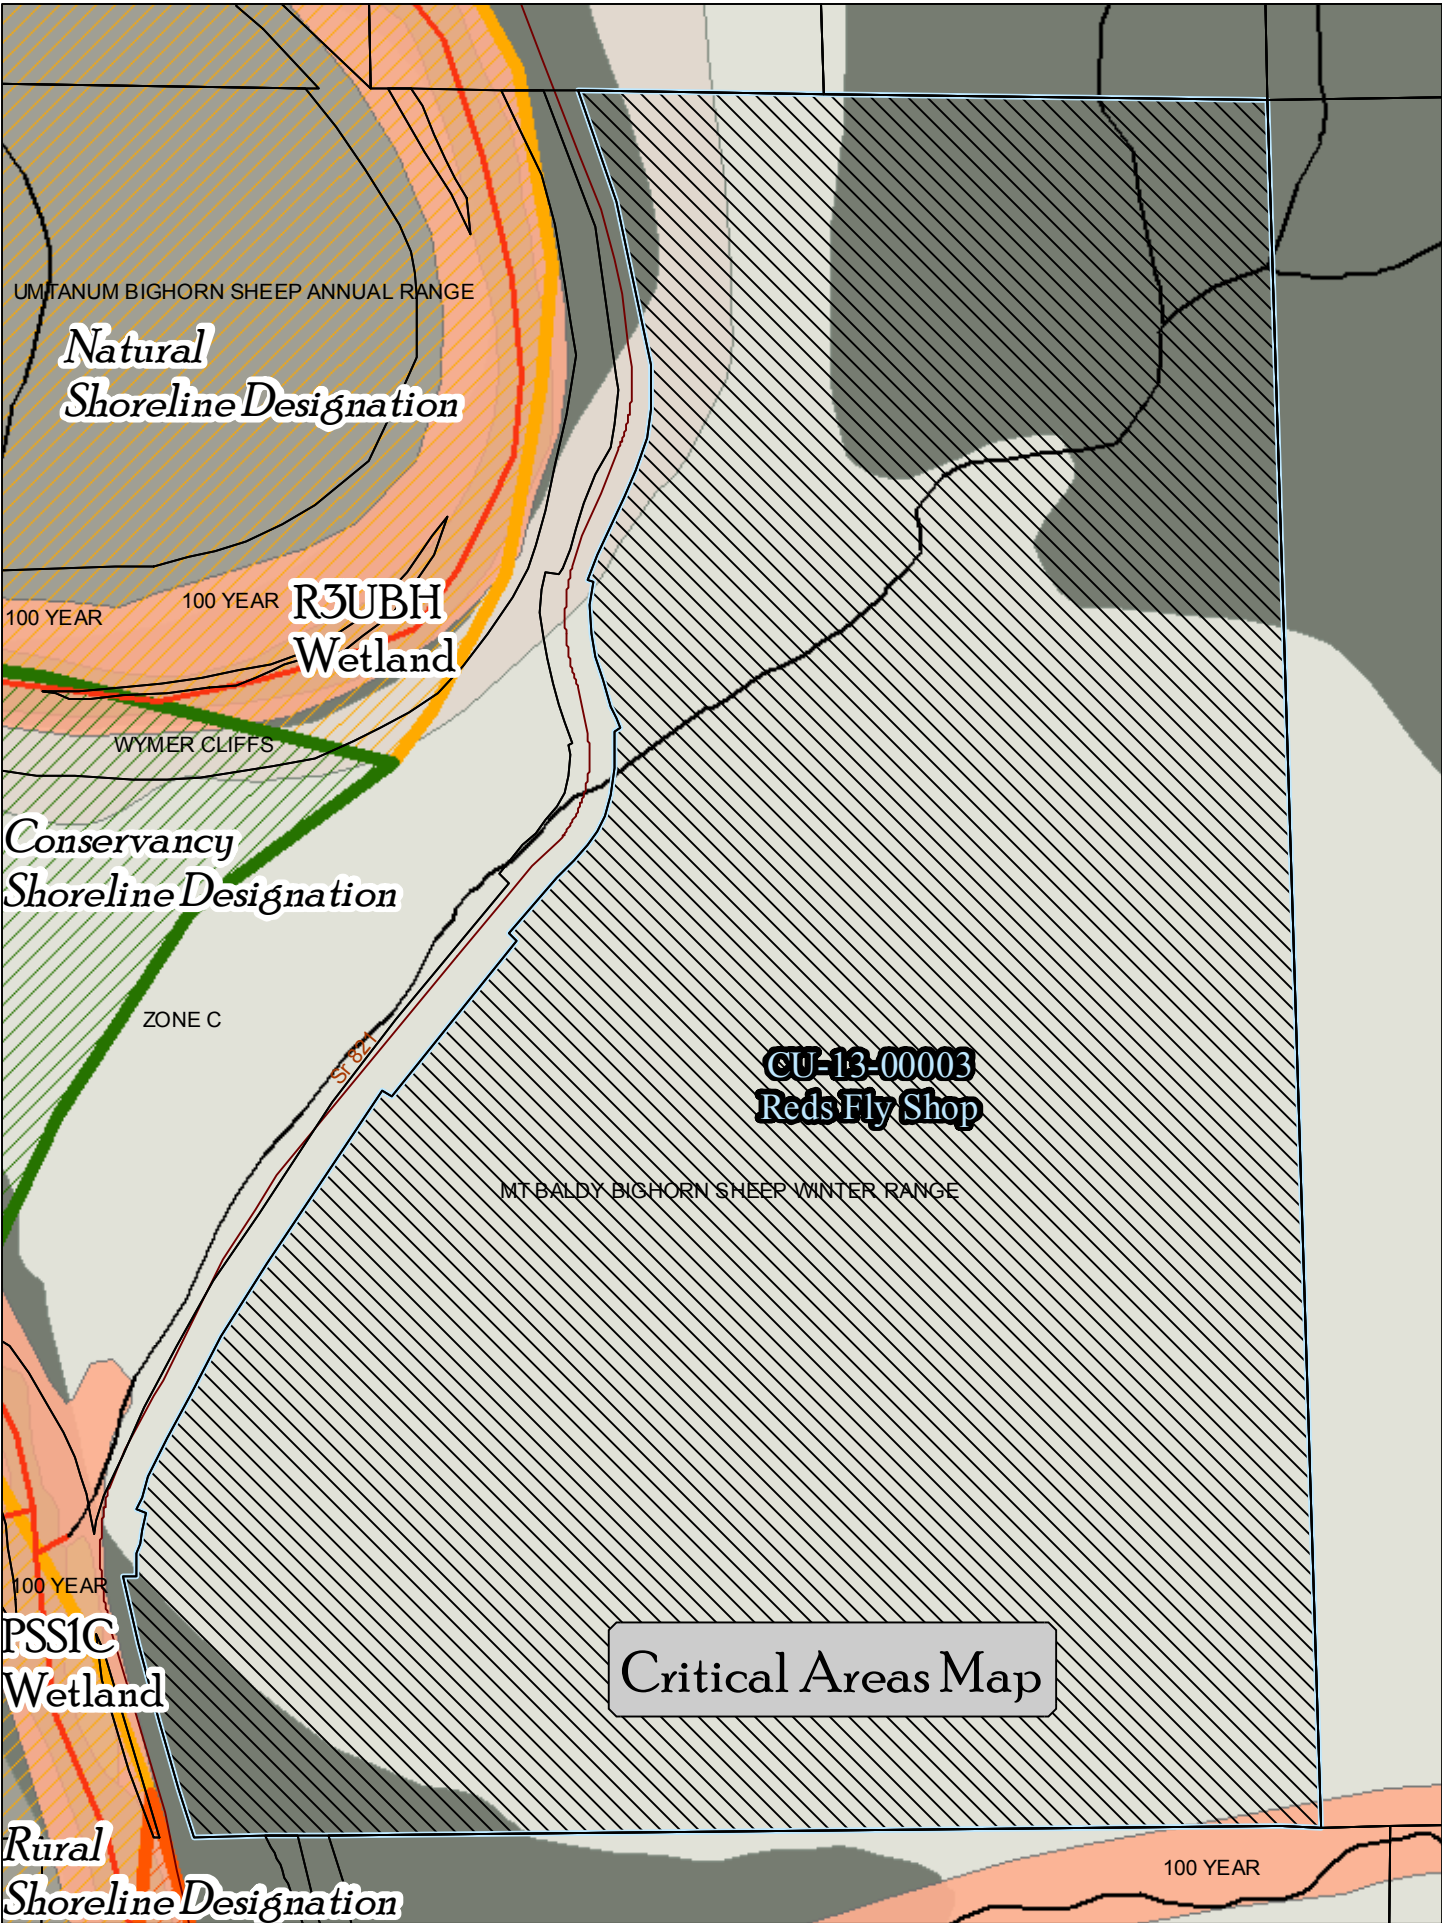 UMTANUM BIGHORN SHEEP ANNUAL RANGE
Natural
Shoreline Designation
100 YEAR
100 YEAR
R3UBH
Wetland
WYMER CLIFFS
Conservancy
Shoreline Designation
ZONE C
Sr 821
CU-13-00003
Reds Fly Shop
MT BALDY BIGHORN SHEEP WINTER RANGE
100 YEAR
PSS1C
Wetland
Critical Areas Map
Rural
Shoreline Designation
100 YEAR